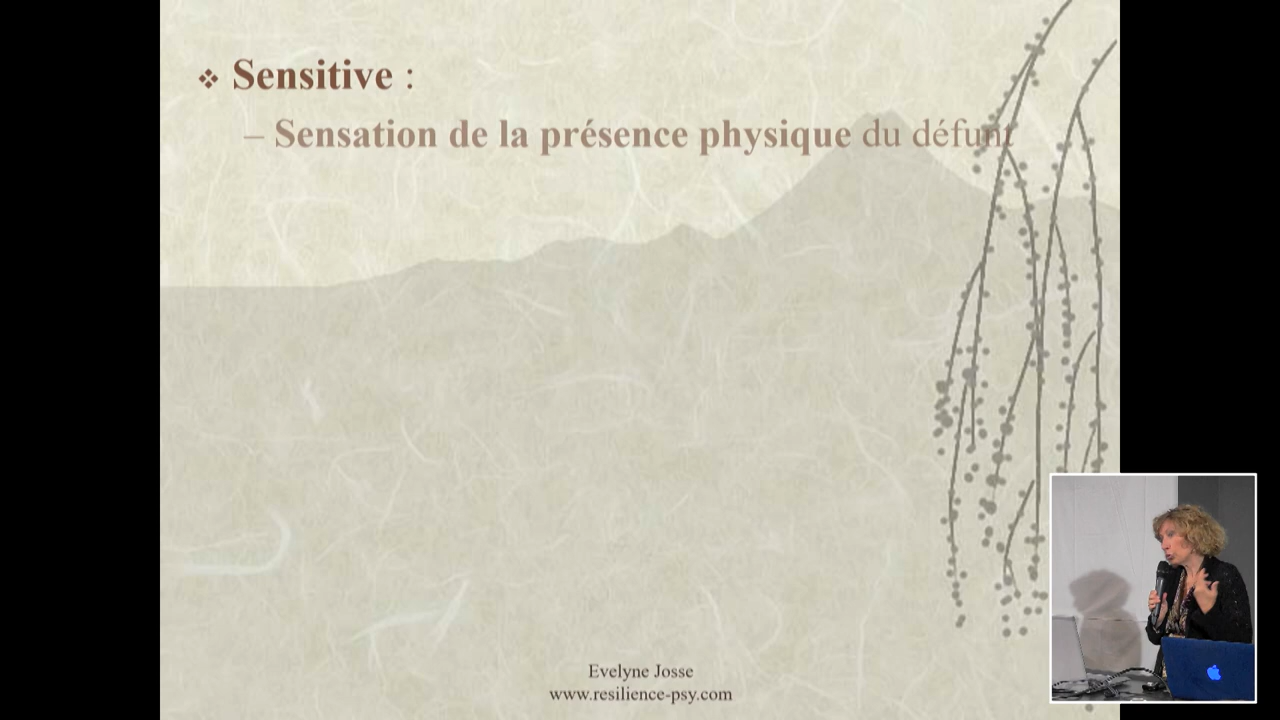 ❖ Sensitive :
– Sensation de la présence physique du défunt
Evelyne Josse
www.resilience-psy.com